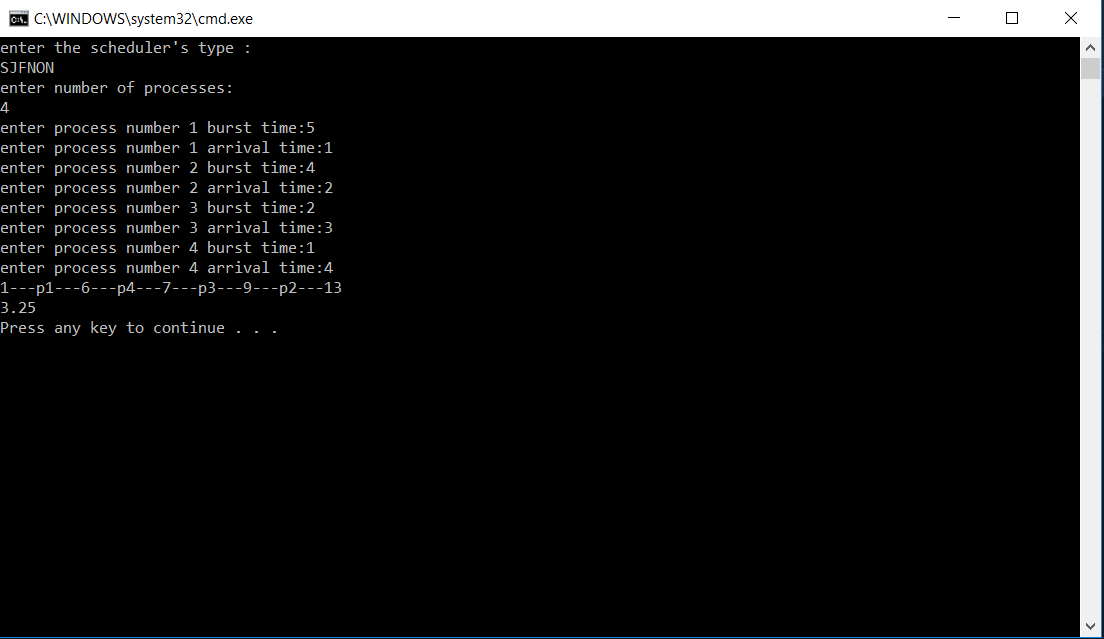 C:\WINDOWS\system32\cmd.exe
enter the scheduler's type :
SJFNON
enter number of processes:
4
enter process number 1 burst time:5
enter process number 1 arrival time:1
enter process number 2 burst time:4
enter process number 2 arrival time:2
enter process number 3 burst time:2
enter process number 3 arrival time:3
enter process number 4 burst time:1
enter process number 4 arrival time:4
1---p1---6---p4---7---p3---9---p2---13
3.25
Press any key to continue . . .